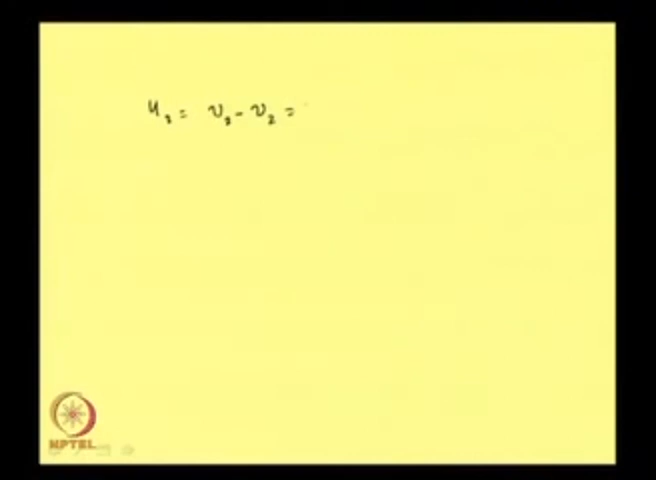 u₃ = v₃ - v₂ =
NPTEL